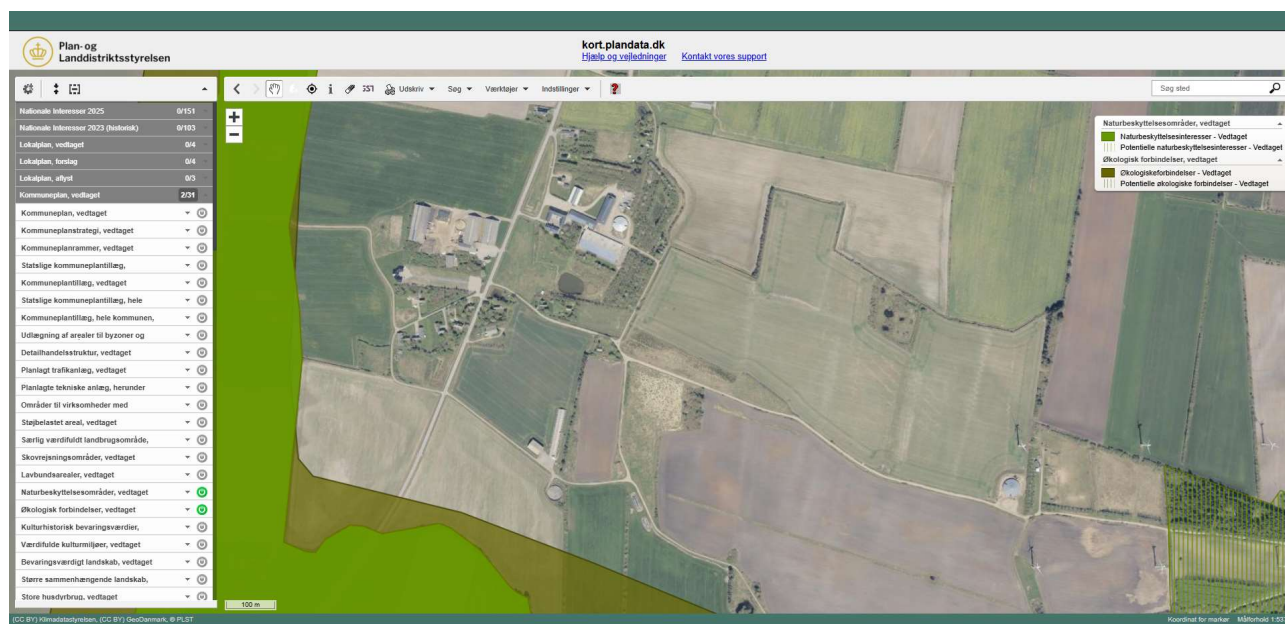 Plan- og
Landdistriktsstyrelsen
kort.plandata.dk
Hjælp og vejledninger
Kontakt vores support
Udskriv
Søg
Værktøjer
Indstillinger
Søg sted
Nationale Interesser 2025 0/151
Nationale Interesser 2023 (historisk) 0/103
Lokalplan, vedtaget 0/4
Lokalplan, forslag 0/4
Lokalplan, aflyst 0/3
Kommuneplan, vedtaget 2/31
Kommuneplan, vedtaget
Kommuneplanstrategi, vedtaget
Kommuneplanrammer, vedtaget
Statslige kommuneplantillæg,
Kommuneplantillæg, vedtaget
Statslige kommuneplantillæg, hele
Kommuneplantillæg, hele kommunen,
Udlægning af arealer til byzoner og
Detailhandelsstruktur, vedtaget
Planlagt trafikanlæg, vedtaget
Planlagte tekniske anlæg, herunder
Områder til virksomheder med
Støjbelastet areal, vedtaget
Særlig værdifuldt landbrugsområde,
Skovrejsningsområder, vedtaget
Lavbundsarealer, vedtaget
Naturbeskyttelsesområder, vedtaget
Økologisk forbindelser, vedtaget
Kulturhistorisk bevaringsværdier,
Værdifulde kulturmiljøer, vedtaget
Bevaringsværdigt landskab, vedtaget
Større sammenhængende landskab,
Store husdyrbrug, vedtaget
+
−
Naturbeskyttelsesområder, vedtaget
Naturbeskyttelsesinteresser - Vedtaget
Potentielle naturbeskyttelsesinteresser - Vedtaget
Økologisk forbindelser, vedtaget
Økologiskeforbindelser - Vedtaget
Potentielle økologiske forbindelser - Vedtaget
100 m
(CC BY) Klimadatastyrelsen, (CC BY) GeoDanmark, © PLST
Koordinat for markør
Målforhold